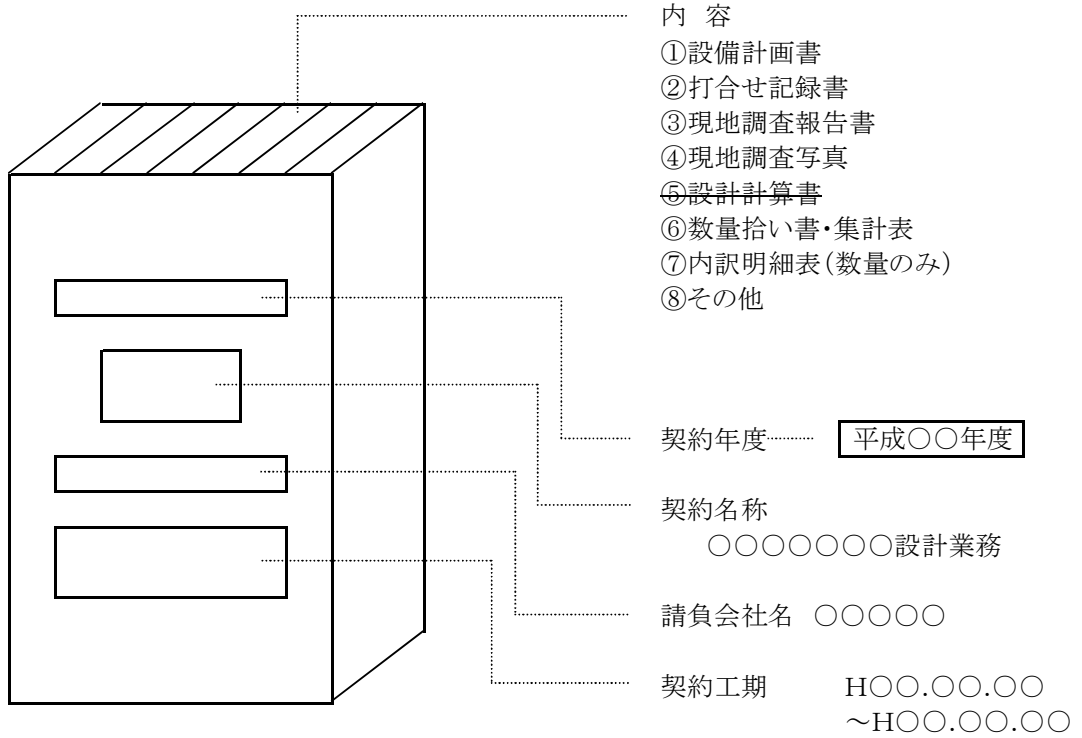 内 容
①設備計画書
②打合せ記録書
③現地調査報告書
④現地調査写真
⑤設計計算書
⑥数量拾い書・集計表
⑦内訳明細表(数量のみ)
⑧その他
契約年度 平成○○年度
契約名称
○○○○○○○設計業務
請負会社名 ○○○○○
契約工期 H○○.○○.○○
～H○○.○○.○○